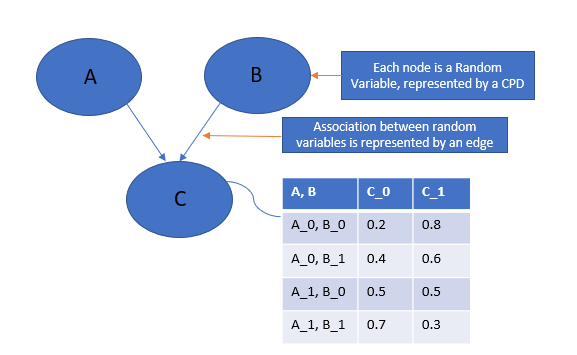 A
B
Each node is a Random
Variable, represented by a CPD
Association between random
variables is represented by an edge
C
A, B C_0 C_1
A_0, B_0 0.2 0.8
A_0, B_1 0.4 0.6
A_1, B_0 0.5 0.5
A_1, B_1 0.7 0.3